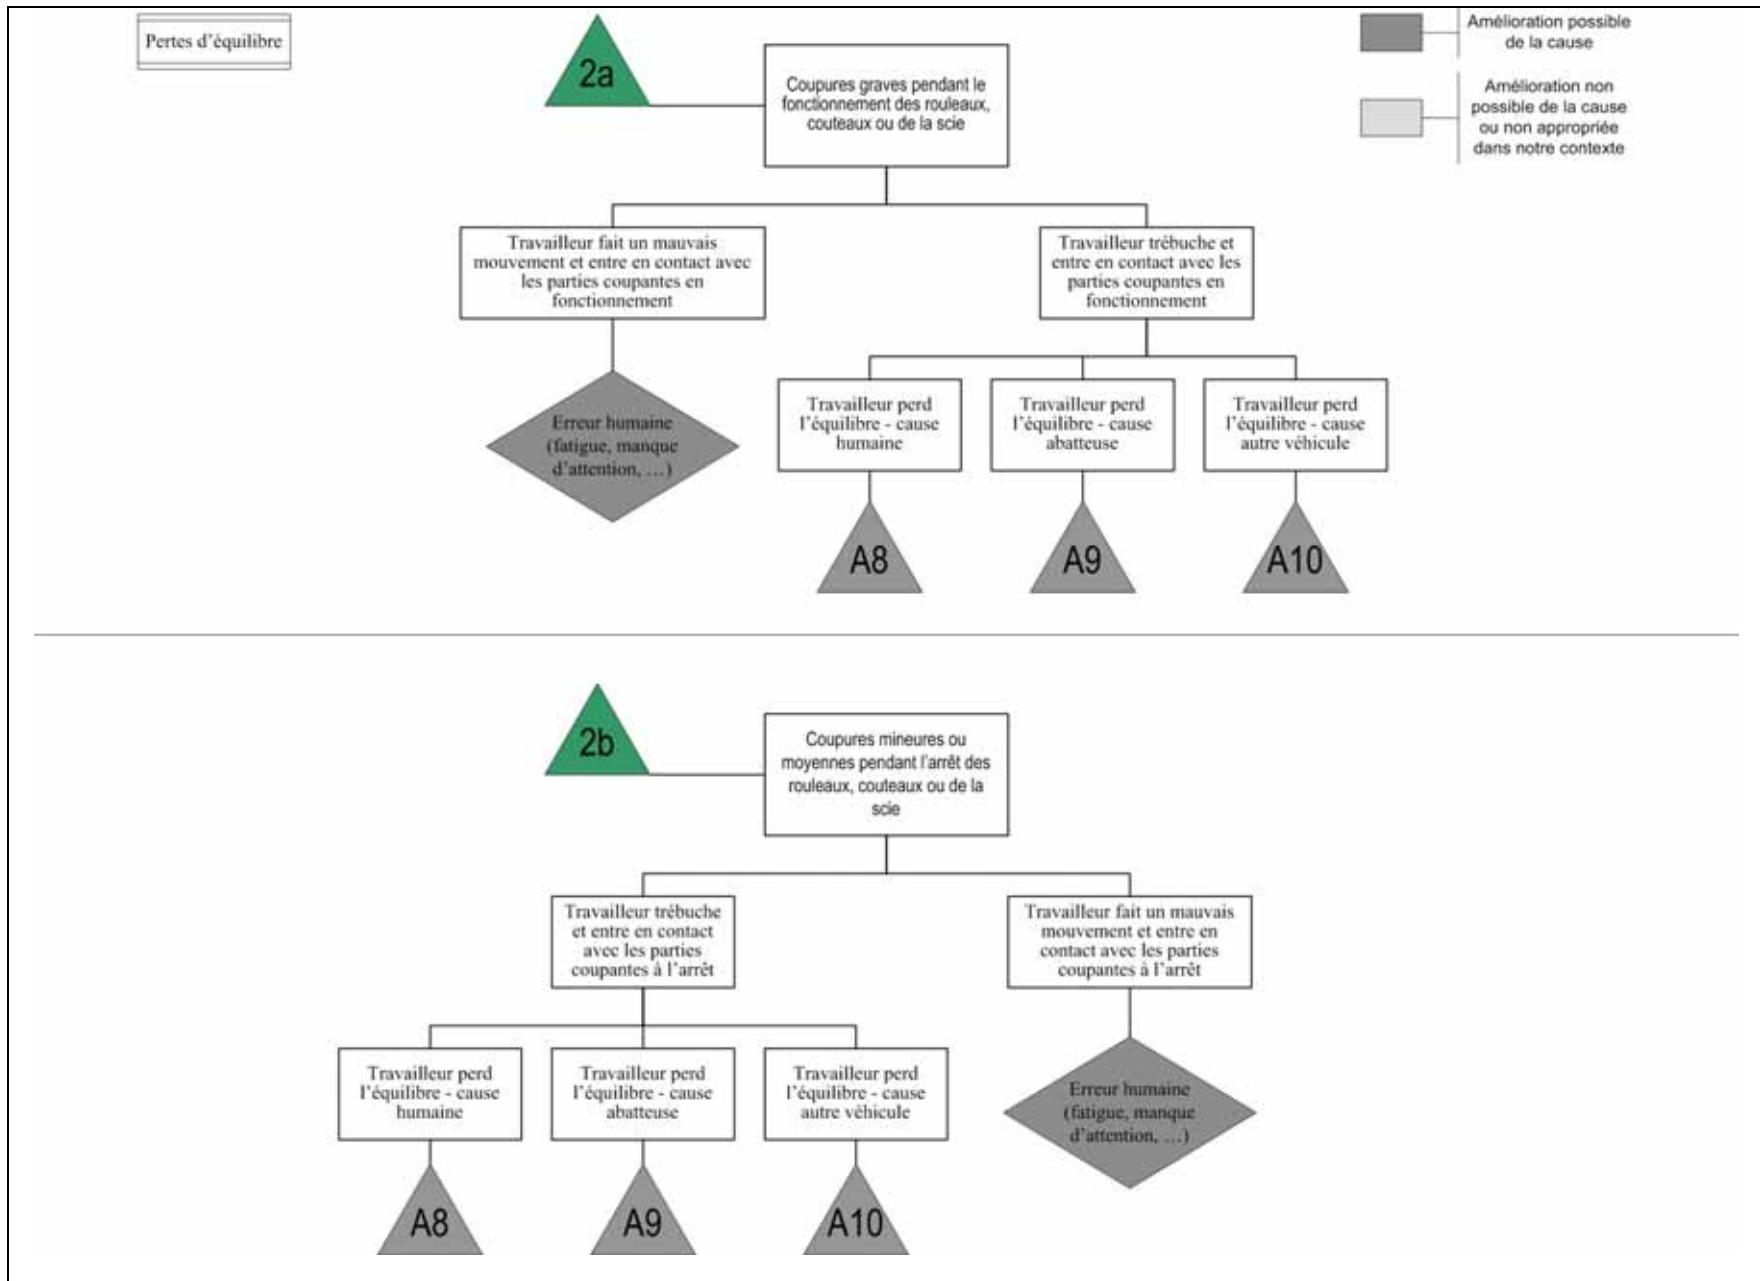 Pertes d'équilibre
2a
Coupures graves pendant le
fonctionnement des rouleaux,
couteaux ou de la scie
Amélioration possible
de la cause
Amélioration non
possible de la cause
ou non appropriée
dans notre contexte
Travailleur fait un mauvais
mouvement et entre en contact avec
les parties coupantes en
fonctionnement
Travailleur trébuche et
entre en contact avec les
parties coupantes en
fonctionnement
Erreur humaine
(fatigue, manque
d'attention, …)
Travailleur perd
l'équilibre - cause
humaine
Travailleur perd
l'équilibre - cause
abatteuse
Travailleur perd
l'équilibre - cause
autre véhicule
A8
A9
A10
2b
Coupures mineures ou
moyennes pendant l'arrêt des
rouleaux, couteaux ou de la
scie
Travailleur trébuche
et entre en contact
avec les parties
coupantes à l'arrêt
Travailleur fait un mauvais
mouvement et entre en
contact avec les parties
coupantes à l'arrêt
Travailleur perd
l'équilibre - cause
humaine
Travailleur perd
l'équilibre - cause
abatteuse
Travailleur perd
l'équilibre - cause
autre véhicule
Erreur humaine
(fatigue, manque
d'attention, …)
A8
A9
A10